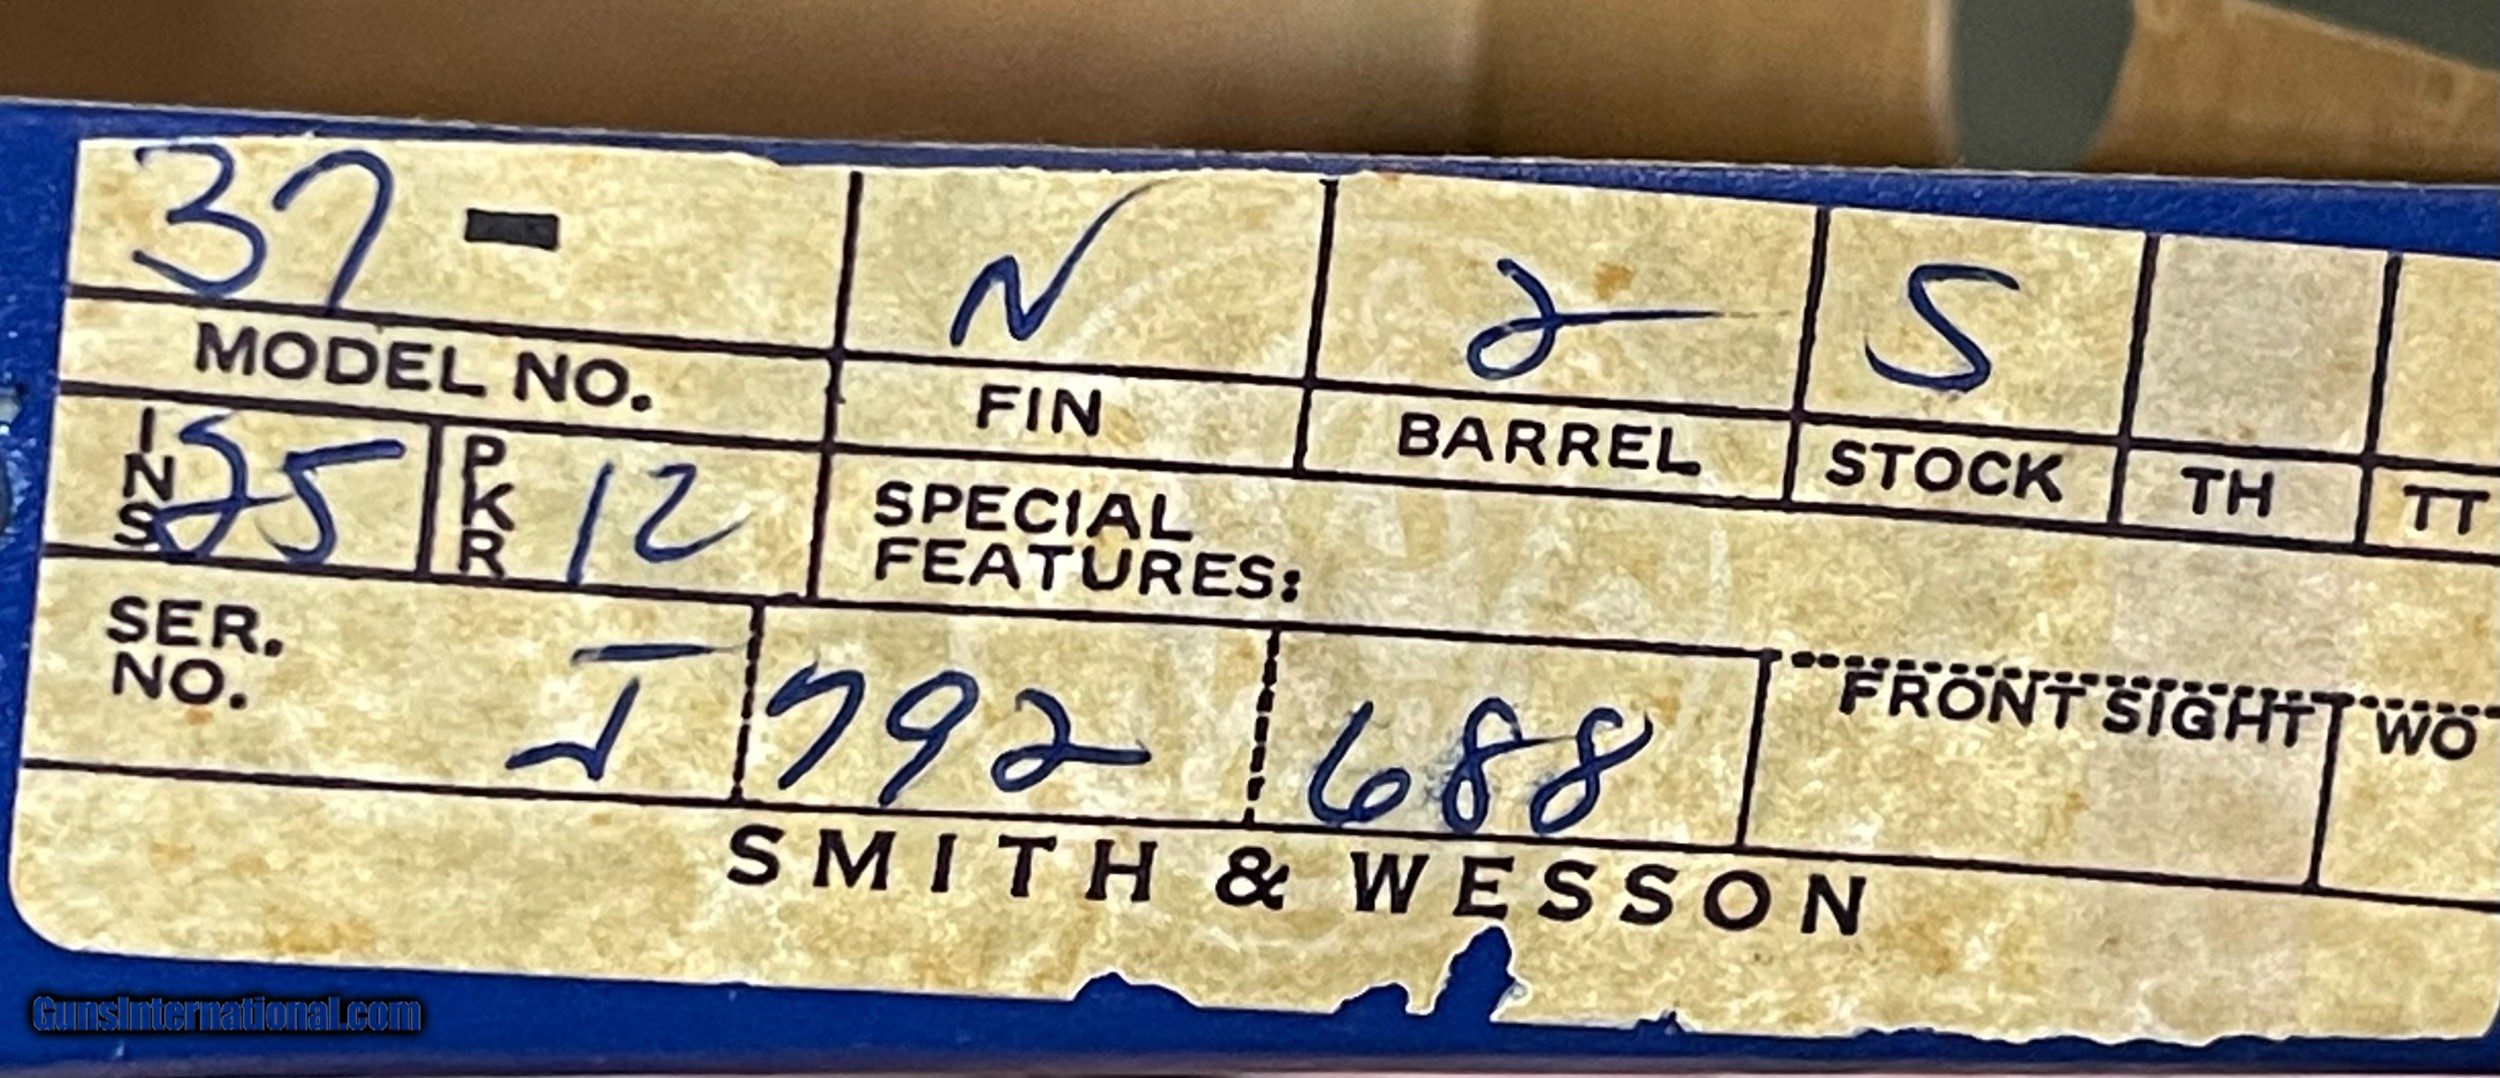 37 - N 2 S
MODEL NO. FIN BARREL STOCK TH TT
INS 25 PKR 12 SPECIAL
FEATURES:
SER.
NO. J 792 688 FRONT SIGHT WO
SMITH & WESSON
GunsInternational.com